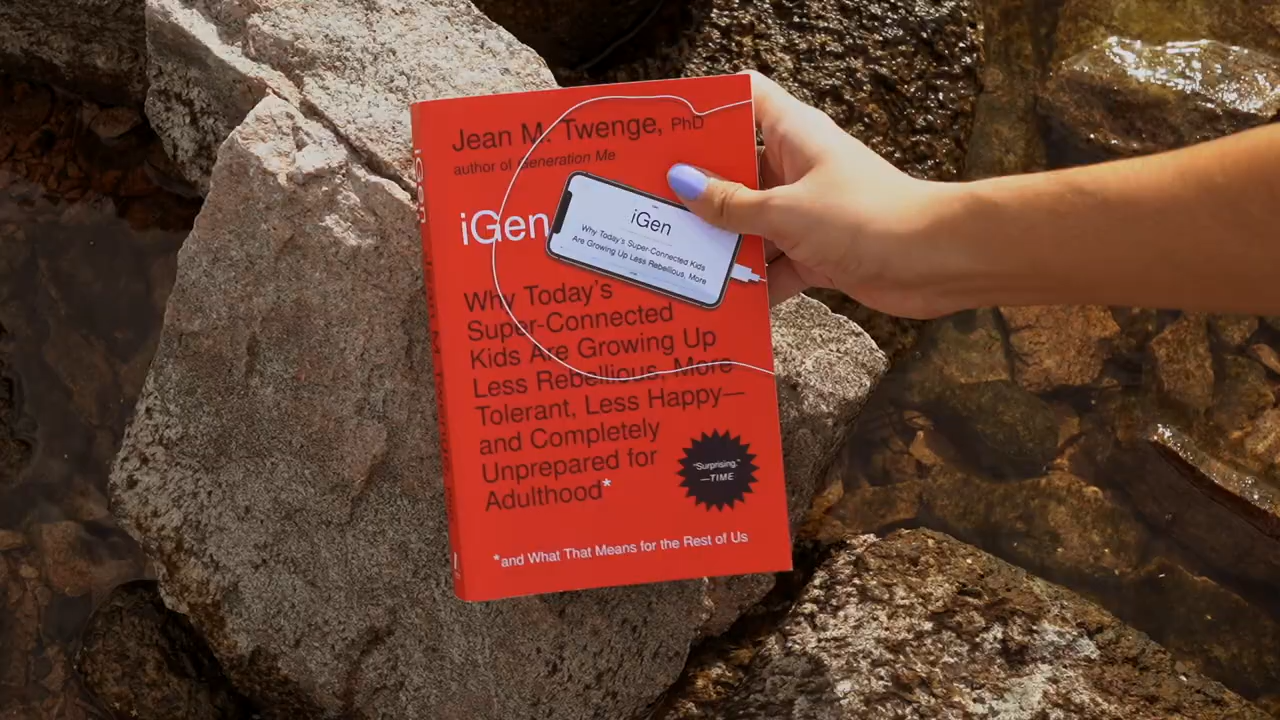 Jean M. Twenge, PhD
author of Generation Me
iGen
iGen
Why Today's Super-Connected Kids
Are Growing Up Less Rebellious, More
Why Today's
Super-Connected
Kids Are Growing Up
Less Rebellious, More
Tolerant, Less Happy—
and Completely
Unprepared for
Adulthood*
"Surprising."
—TIME
*and What That Means for the Rest of Us